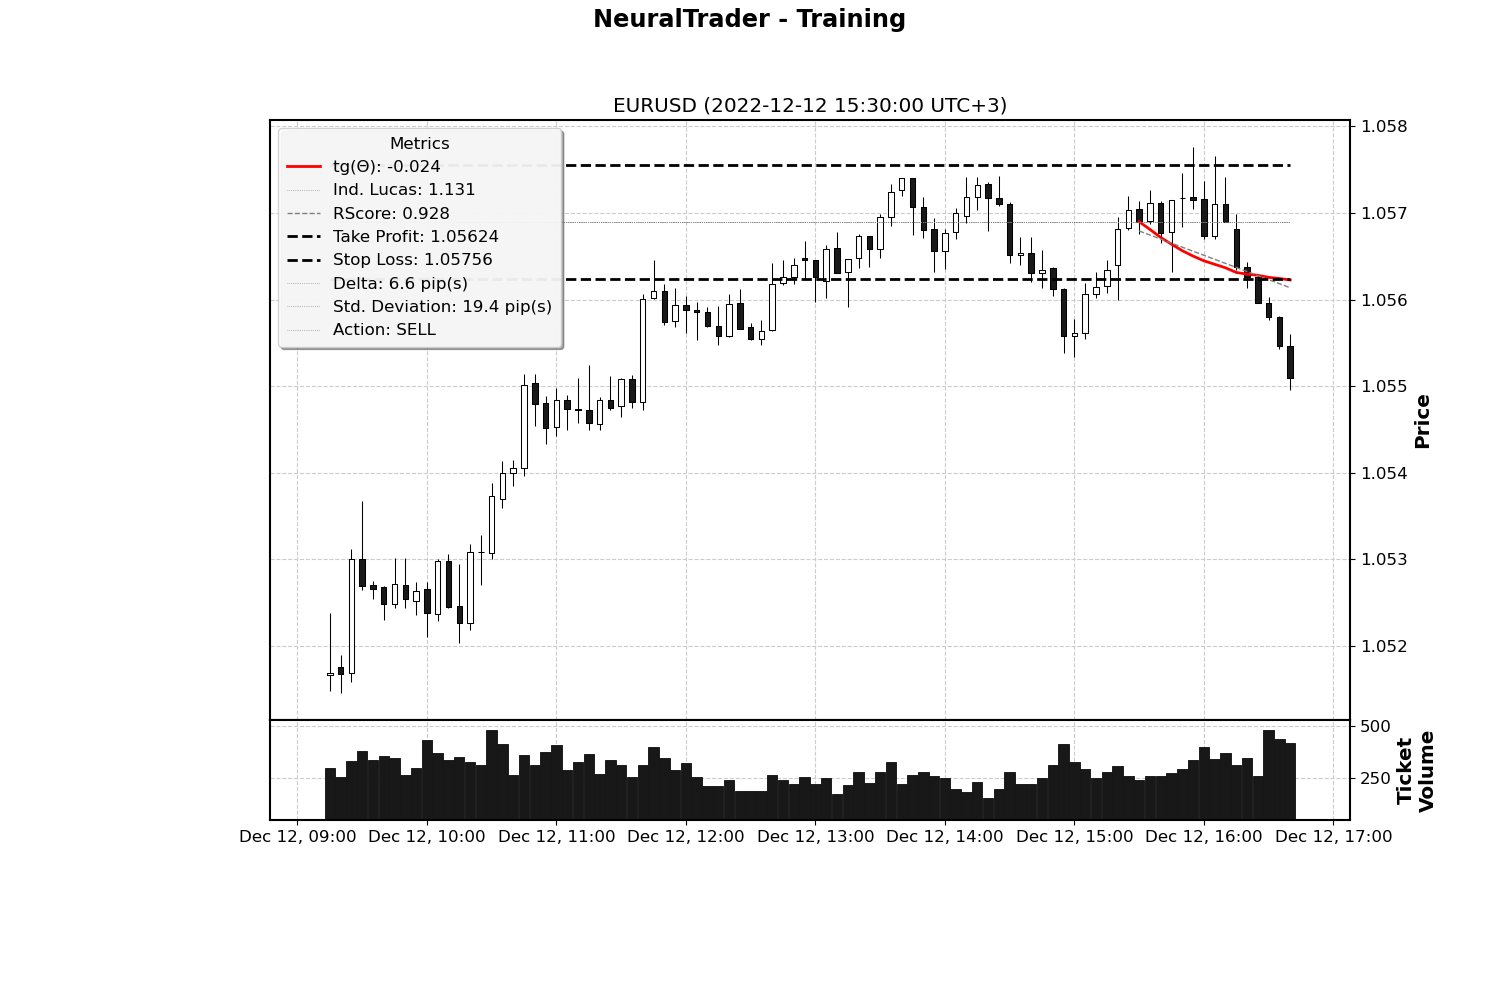 NeuralTrader - Training
EURUSD (2022-12-12 15:30:00 UTC+3)
Metrics
tg(Θ): -0.024
Ind. Lucas: 1.131
RScore: 0.928
Take Profit: 1.05624
Stop Loss: 1.05756
Delta: 6.6 pip(s)
Std. Deviation: 19.4 pip(s)
Action: SELL
1.058
1.057
1.056
1.055
1.054
1.053
1.052
Price
500
250
Ticket
Volume
Dec 12, 09:00 Dec 12, 10:00 Dec 12, 11:00 Dec 12, 12:00 Dec 12, 13:00 Dec 12, 14:00 Dec 12, 15:00 Dec 12, 16:00 Dec 12, 17:00